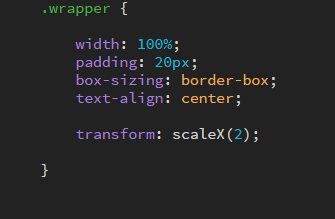 .wrapper {
width: 100%;
padding: 20px;
box-sizing: border-box;
text-align: center;
transform: scaleX(2);
}